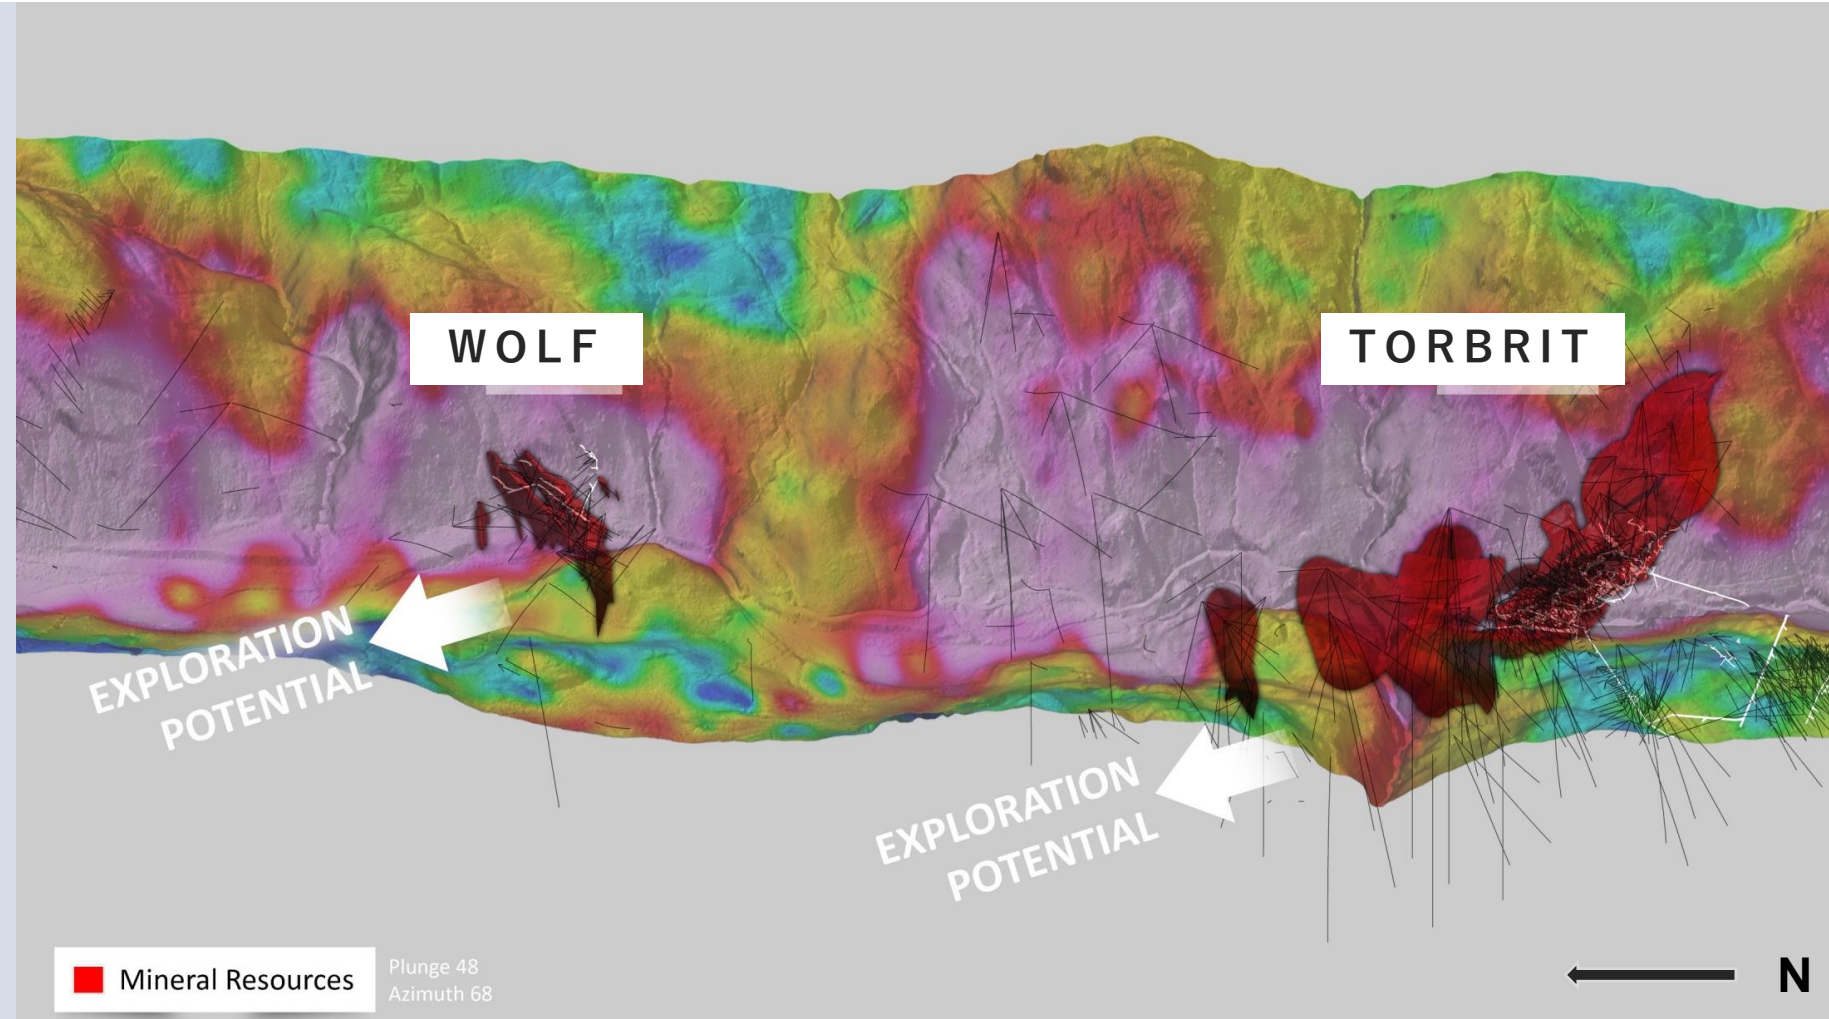 WOLF
TORBRIT
EXPLORATION
POTENTIAL
EXPLORATION
POTENTIAL
Mineral Resources
Plunge 48
Azimuth 68
N